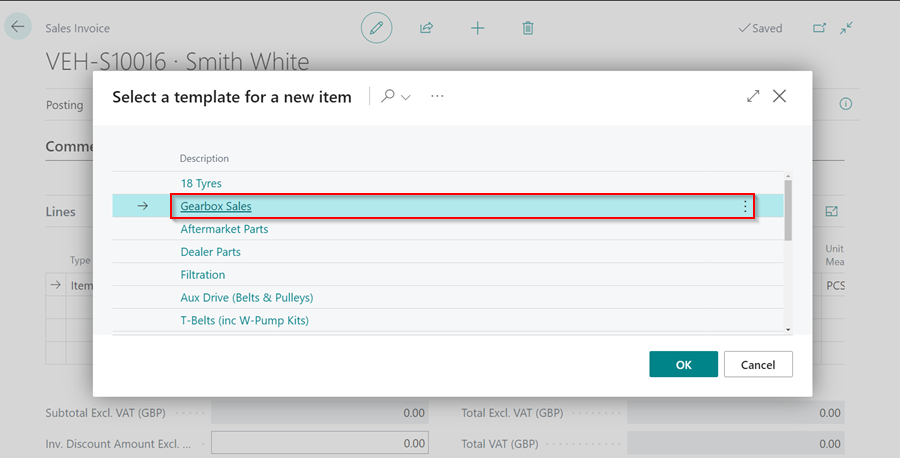 Sales Invoice
Saved
VEH-S10016 · Smith White
Posting
Select a template for a new item
Comme
Description
18 Tyres
Gearbox Sales
Lines
Aftermarket Parts
Dealer Parts
Unit
Type
Mea
Filtration
Item
PCS
Aux Drive (Belts & Pulleys)
T-Belts (inc W-Pump Kits)
OK
Cancel
Subtotal Excl. VAT (GBP)
0.00
Total Excl. VAT (GBP)
0.00
Inv. Discount Amount Excl. ...
0.00
Total VAT (GBP)
0.00